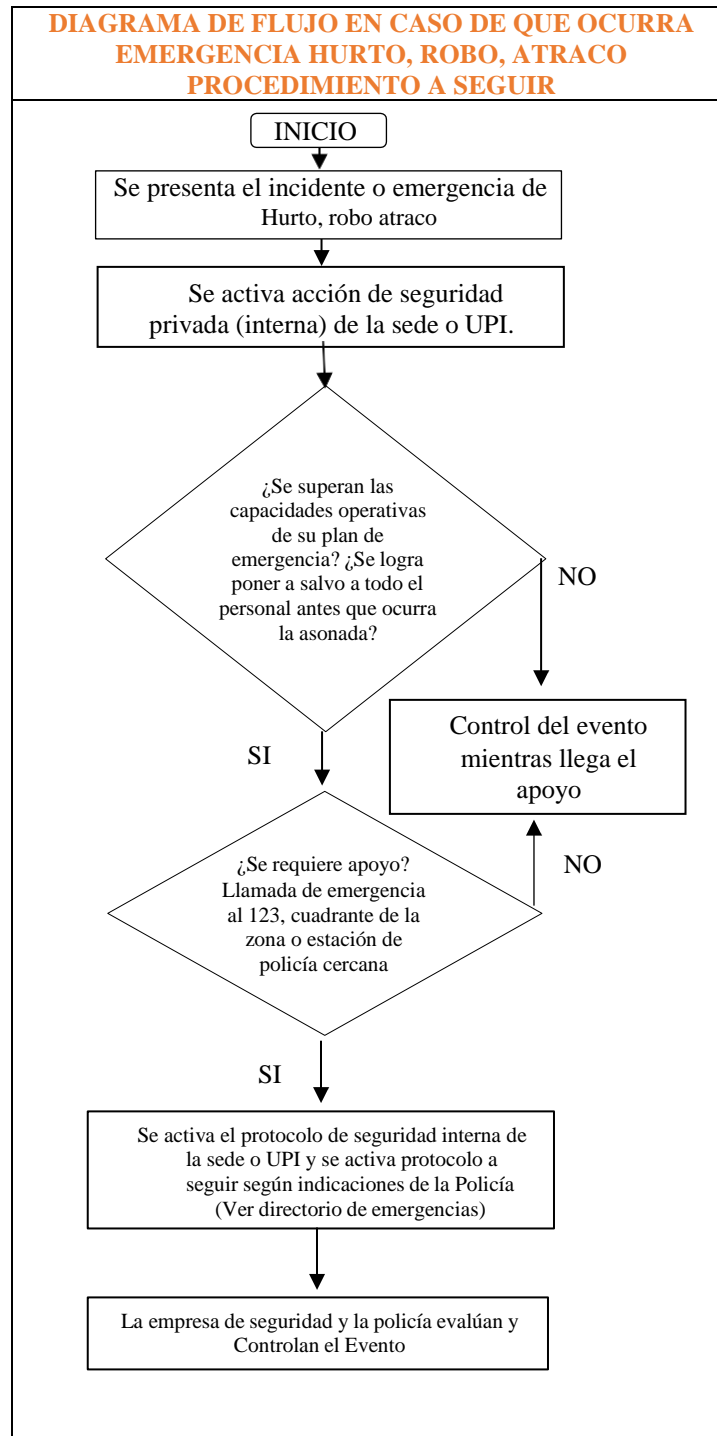 DIAGRAMA DE FLUJO EN CASO DE QUE OCURRA
EMERGENCIA HURTO, ROBO, ATRACO
PROCEDIMIENTO A SEGUIR
INICIO
Se presenta el incidente o emergencia de
Hurto, robo atraco
Se activa acción de seguridad
privada (interna) de la sede o UPI.
¿Se superan las
capacidades operativas
de su plan de
emergencia? ¿Se logra
poner a salvo a todo el
personal antes que ocurra
la asonada?
NO
Control del evento
mientras llega el
apoyo
SI
¿Se requiere apoyo?
Llamada de emergencia
al 123, cuadrante de la
zona o estación de
policía cercana
NO
SI
Se activa el protocolo de seguridad interna de
la sede o UPI y se activa protocolo a
seguir según indicaciones de la Policía
(Ver directorio de emergencias)
La empresa de seguridad y la policía evalúan y
Controlan el Evento